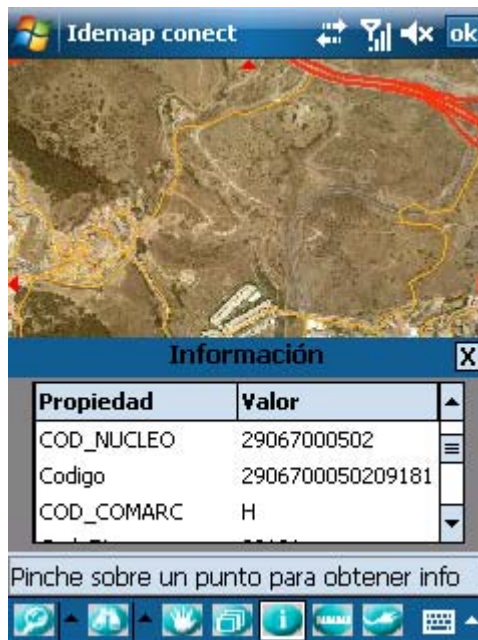 Idemap conect ok
Información X
Propiedad Valor
COD_NUCLEO 29067000502
Codigo 2906700050209181
COD_COMARC H
Pinche sobre un punto para obtener info
i